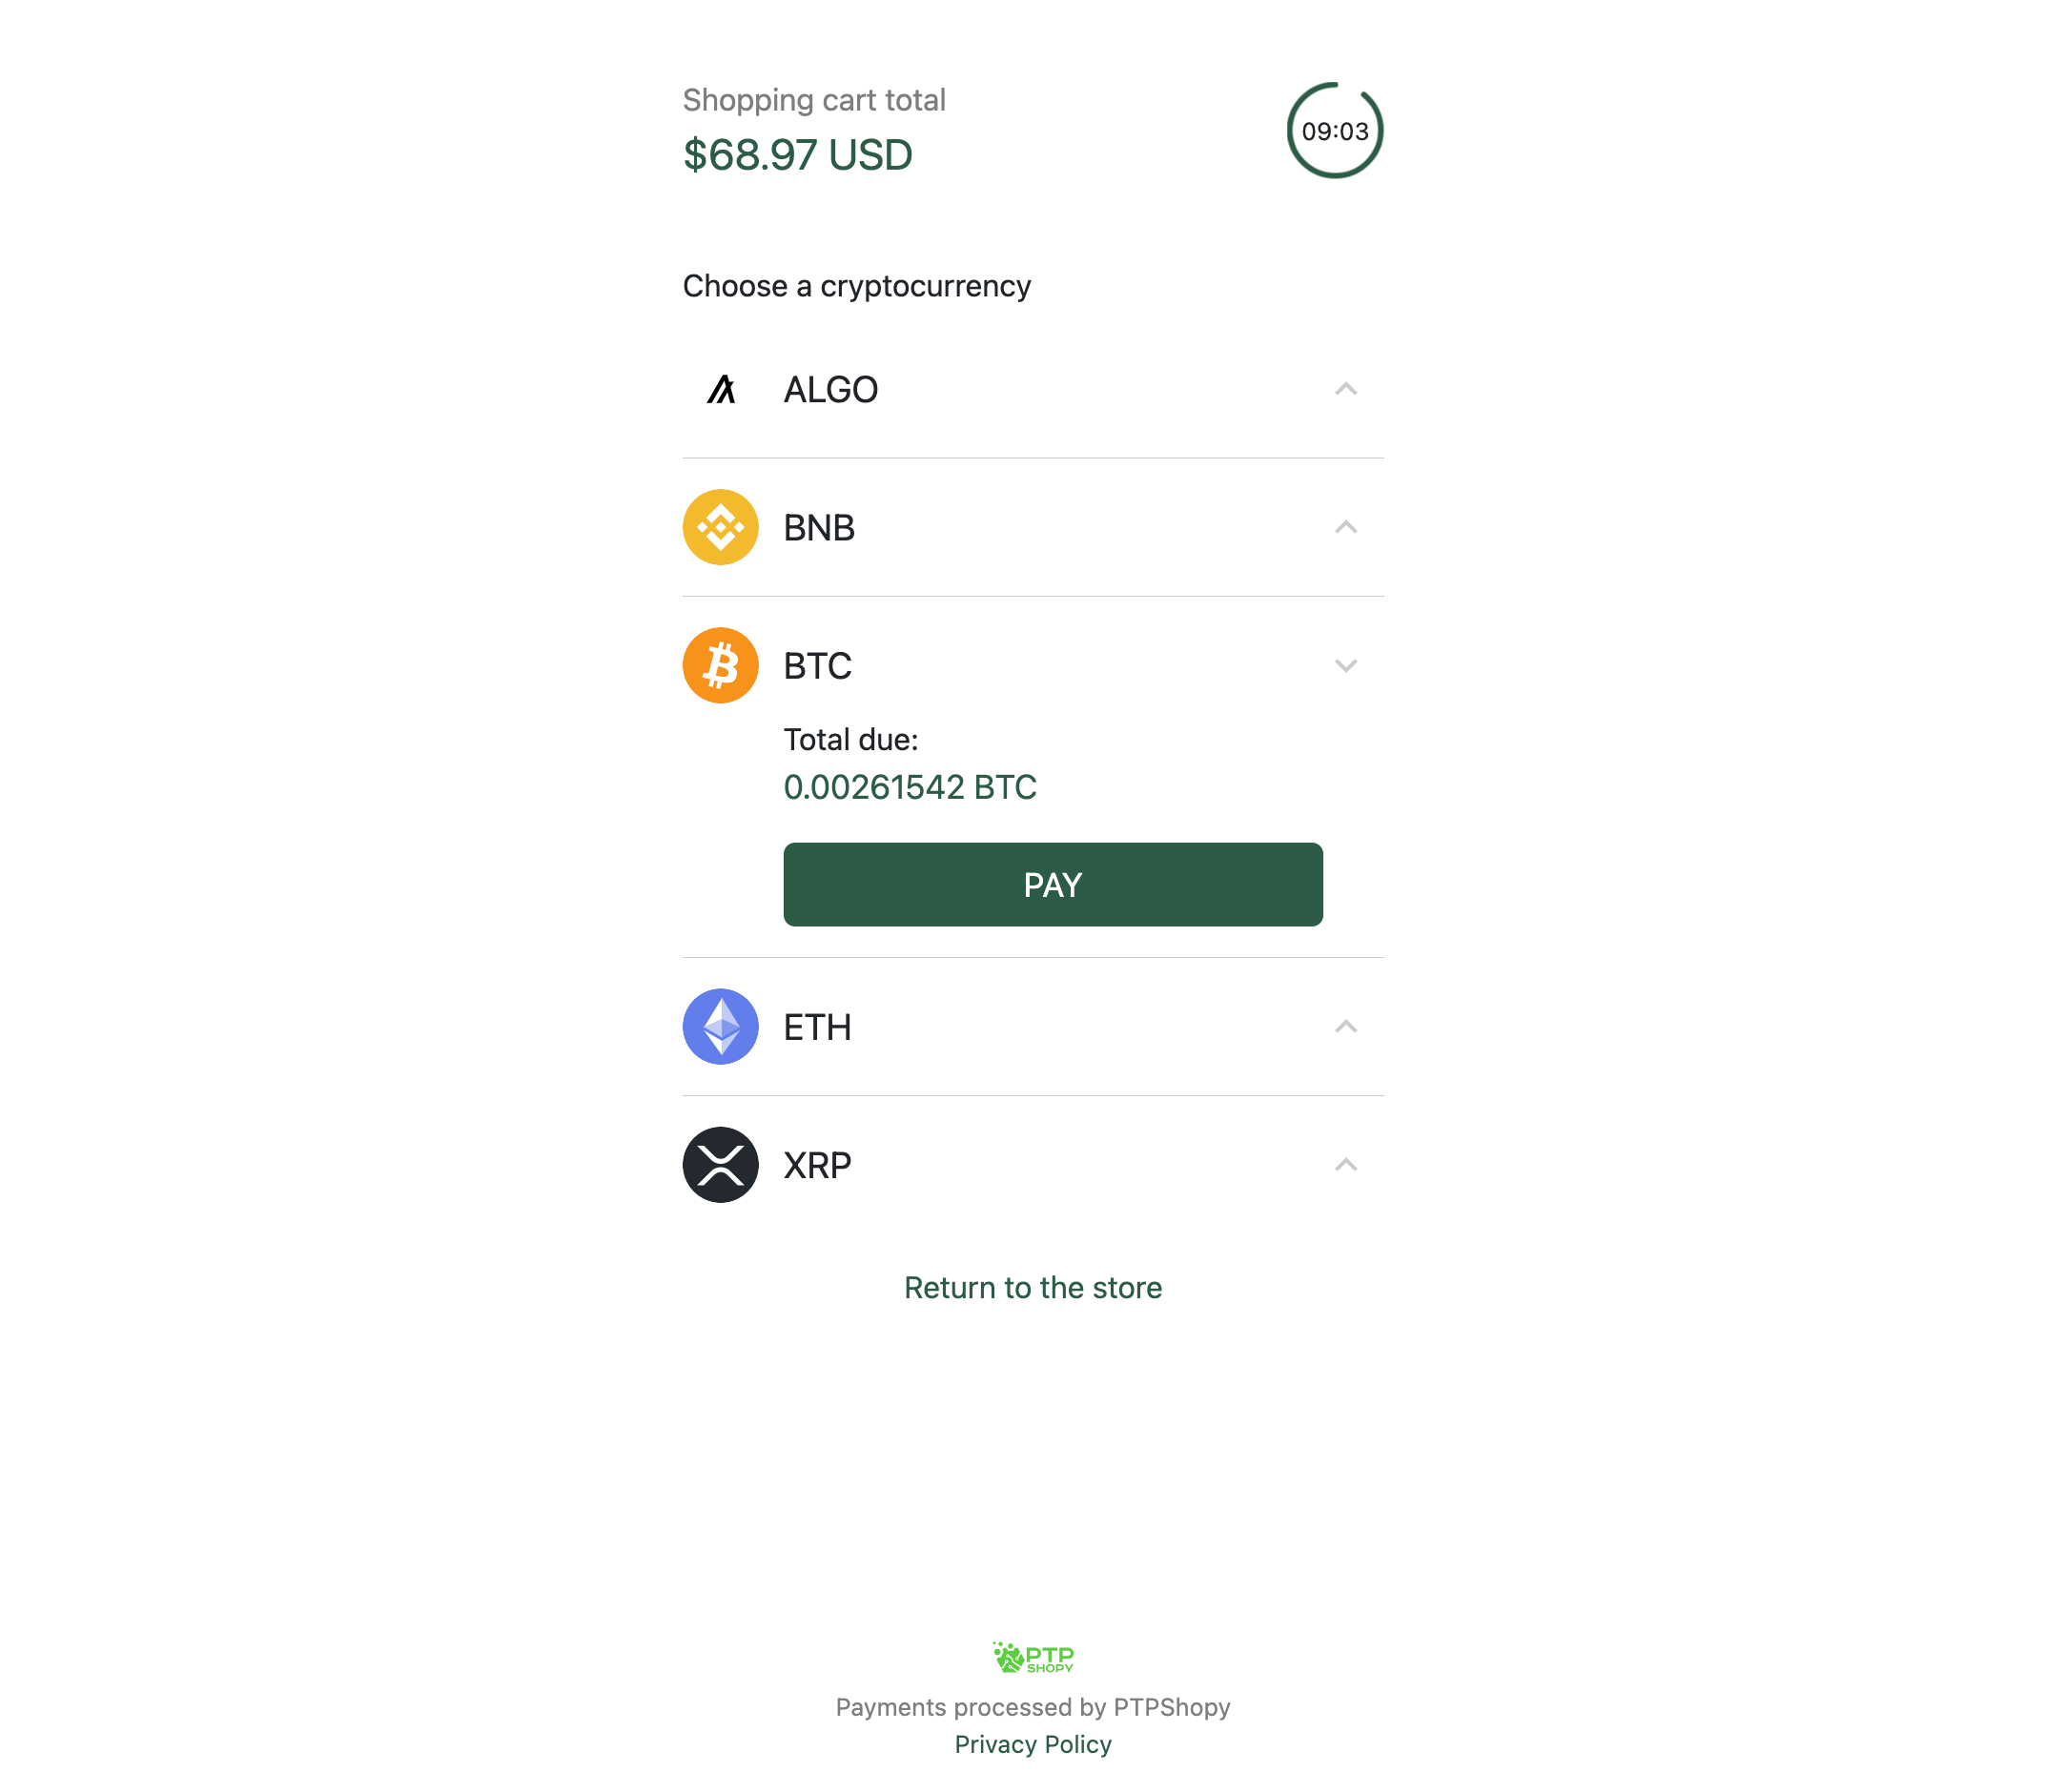 Shopping cart total
$68.97 USD
09:03
Choose a cryptocurrency
ALGO
BNB
BTC
Total due:
0.00261542 BTC
PAY
ETH
XRP
Return to the store
PTP
SHOPY
Payments processed by PTPShopy
Privacy Policy